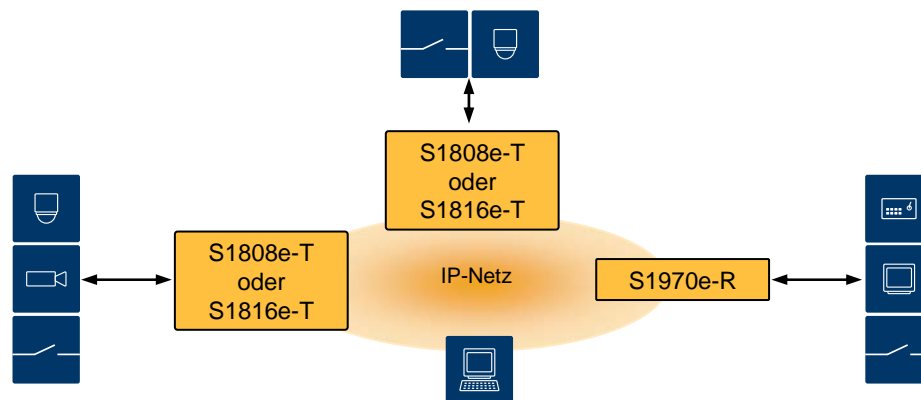 S1808e-T
oder
S1816e-T
S1808e-T
oder
S1816e-T
IP-Netz
S1970e-R